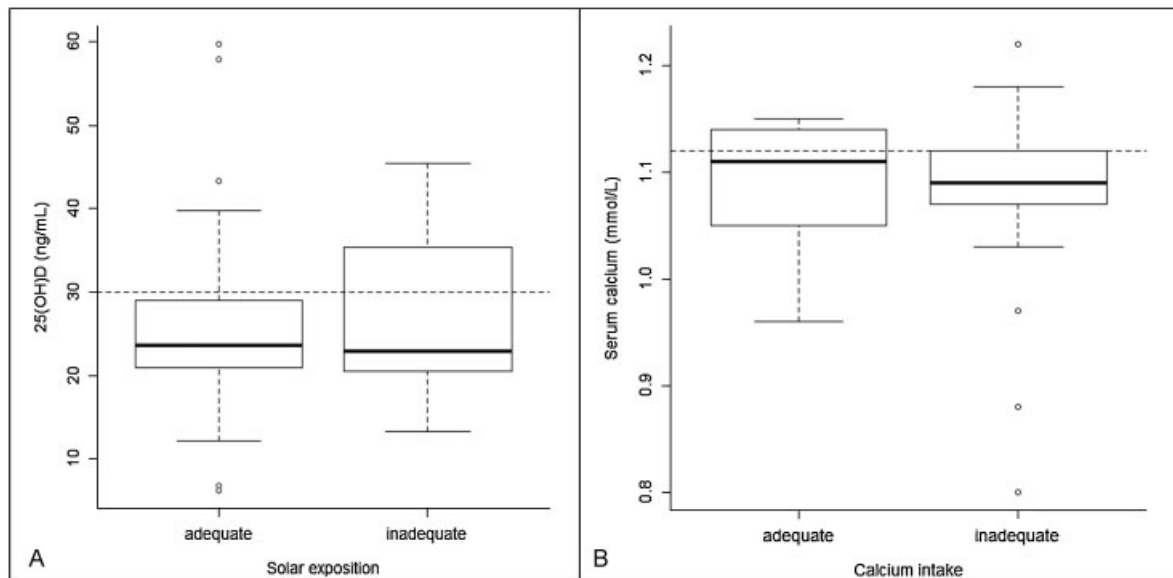 25(OH)D (ng/mL)
60
50
40
30
20
10
adequate
inadequate
Solar exposition
A
Serum calcium (mmol/L)
1.2
1.1
1.0
0.9
0.8
adequate
inadequate
Calcium intake
B